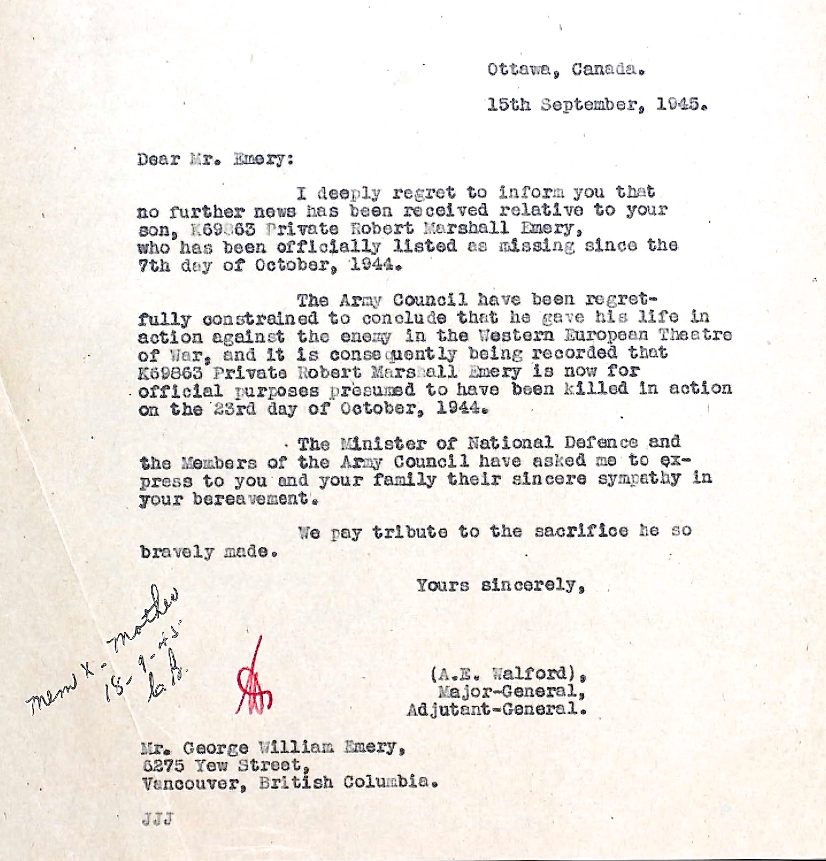 Ottawa, Canada.
15th September, 1945.
Dear Mr. Emery:
I deeply regret to inform you that
no further news has been received relative to your
son, K69863 Private Robert Marshall Emery,
who has been officially listed as missing since the
7th day of October, 1944.
The Army Council have been regret-
fully constrained to conclude that he gave his life in
action against the enemy in the Western European Theatre
of War, and it is consequently being recorded that
K69863 Private Robert Marshall Emery is now for
official purposes presumed to have been killed in action
on the 23rd day of October, 1944.
The Minister of National Defence and
the Members of the Army Council have asked me to ex-
press to you and your family their sincere sympathy in
your bereavement.
We pay tribute to the sacrifice he so
bravely made.
Yours sincerely,
Mem X - Mother
18-9-45
(A.E. Walford),
Major-General,
Adjutant-General.
Mr. George William Emery,
6275 Yew Street,
Vancouver, British Columbia.
JJJ